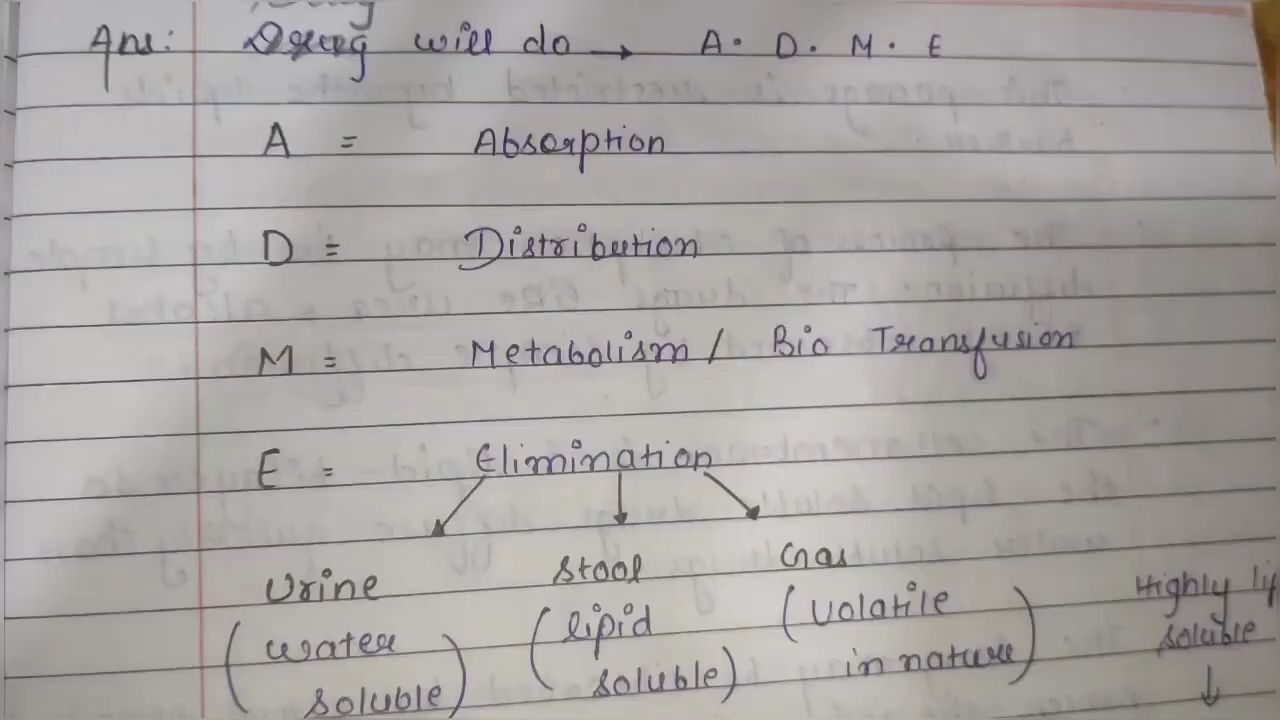 Ans: Drug will do → A. D. M. E
A = Absorption
D = Distribution
M = Metabolism / Bio Transfusion
E = Elimination
Urine Stool Gas
(water soluble) (lipid soluble) (volatile in nature)
Highly
soluble
↓